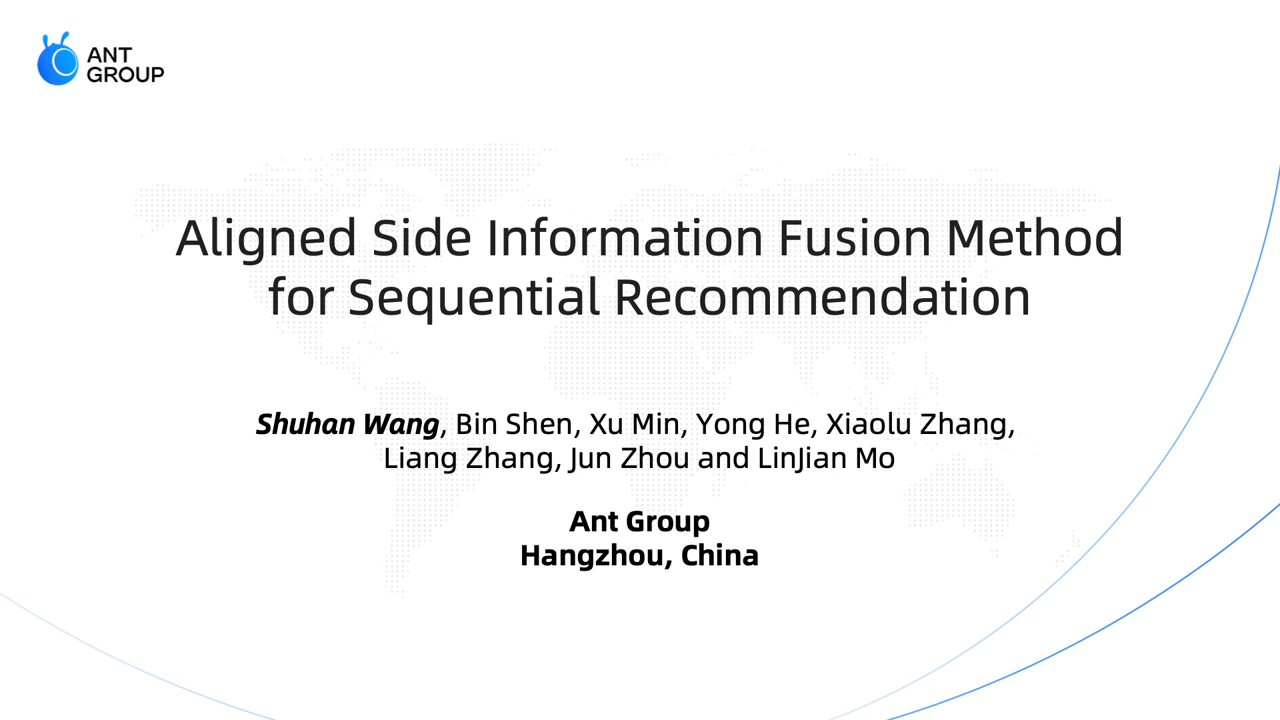 ANT
GROUP
Aligned Side Information Fusion Method
for Sequential Recommendation
Shuhan Wang, Bin Shen, Xu Min, Yong He, Xiaolu Zhang,
Liang Zhang, Jun Zhou and LinJian Mo
Ant Group
Hangzhou, China